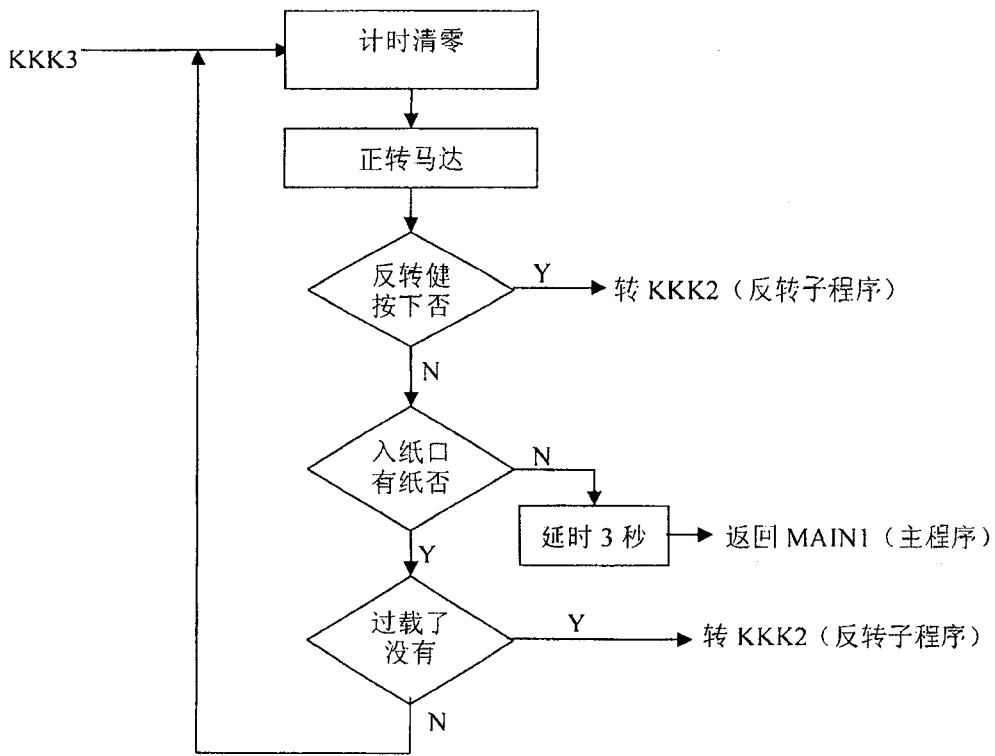 KKK3
计时清零
正转马达
反转健
按下否
Y
转 KKK2（反转子程序）
N
入纸口
有纸否
N
延时 3 秒
返回 MAIN1（主程序）
Y
过载了
没有
Y
转 KKK2（反转子程序）
N